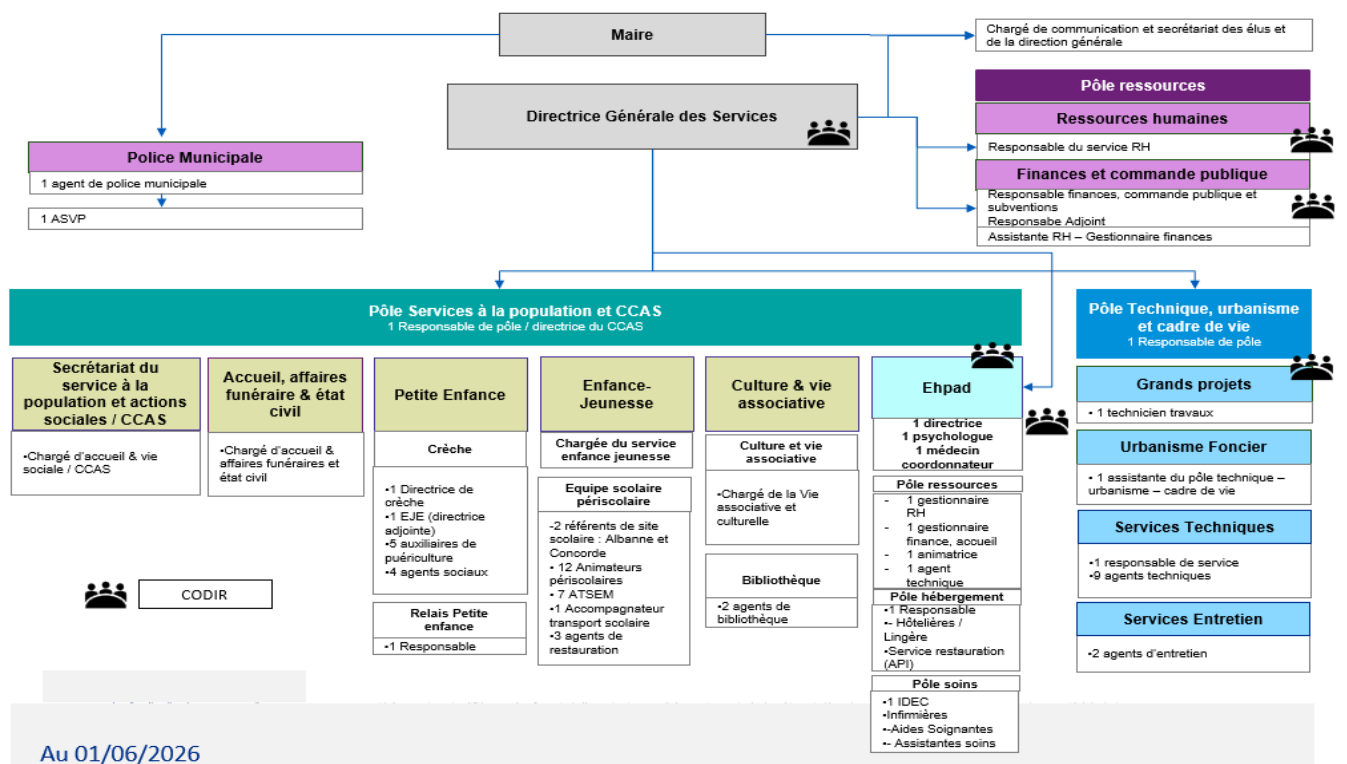 Maire
Chargé de communication et secrétariat des élus et
de la direction générale
Directrice Générale des Services
Pôle ressources
Ressources humaines
Responsable du service RH
Finances et commande publique
Responsable finances, commande publique et
subventions
Responsabe Adjoint
Assistante RH – Gestionnaire finances
Police Municipale
1 agent de police municipale
1 ASVP
Pôle Services à la population et CCAS
1 Responsable de pôle / directrice du CCAS
Secrétariat du
service à la
population et actions
sociales / CCAS
•Chargé d'accueil & vie
sociale / CCAS
Accueil, affaires
funéraire & état
civil
•Chargé d'accueil &
affaires funéraires et
état civil
Petite Enfance
Crèche
•1 Directrice de
crèche
•1 EJE (directrice
adjointe)
•5 auxiliaires de
puériculture
•4 agents sociaux
Relais Petite
enfance
•1 Responsable
Enfance-
Jeunesse
Chargée du service
enfance jeunesse
Equipe scolaire
périscolaire
-2 référents de site
scolaire : Albanne et
Concorde
• 12 Animateurs
périscolaires
• 7 ATSEM
•1 Accompagnateur
transport scolaire
•3 agents de
restauration
Culture & vie
associative
Culture et vie
associative
•Chargé de la Vie
associative et
culturelle
Bibliothèque
•2 agents de
bibliothèque
Ehpad
1 directrice
1 psychologue
1 médecin
coordonnateur
Pôle ressources
- 1 gestionnaire
RH
- 1 gestionnaire
finance, accueil
- 1 animatrice
- 1 agent
technique
Pôle hébergement
•1 Responsable
•- Hôtelières /
Lingère
•Service restauration
(API)
Pôle soins
•1 IDEC
•Infirmières
•-Aides Soignantes
•- Assistantes soins
Pôle Technique, urbanisme
et cadre de vie
1 Responsable de pôle
Grands projets
• 1 technicien travaux
Urbanisme Foncier
• 1 assistante du pôle technique –
urbanisme – cadre de vie
Services Techniques
•1 responsable de service
•9 agents techniques
Services Entretien
•2 agents d'entretien
CODIR
Au 01/06/2026